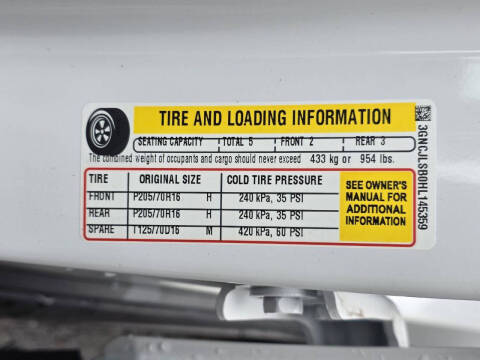 TIRE AND LOADING INFORMATION
SEATING CAPACITY TOTAL 5 FRONT 2 REAR 3
The combined weight of occupants and cargo should never exceed 433 kg or 954 lbs.
TIRE ORIGINAL SIZE COLD TIRE PRESSURE
FRONT P205/70R16 H 240 kPa, 35 PSI
REAR P205/70R16 H 240 kPa, 35 PSI
SPARE T125/70D16 M 420 kPa, 60 PSI
SEE OWNER'S
MANUAL FOR
ADDITIONAL
INFORMATION
3GNCJLSB0HL145359